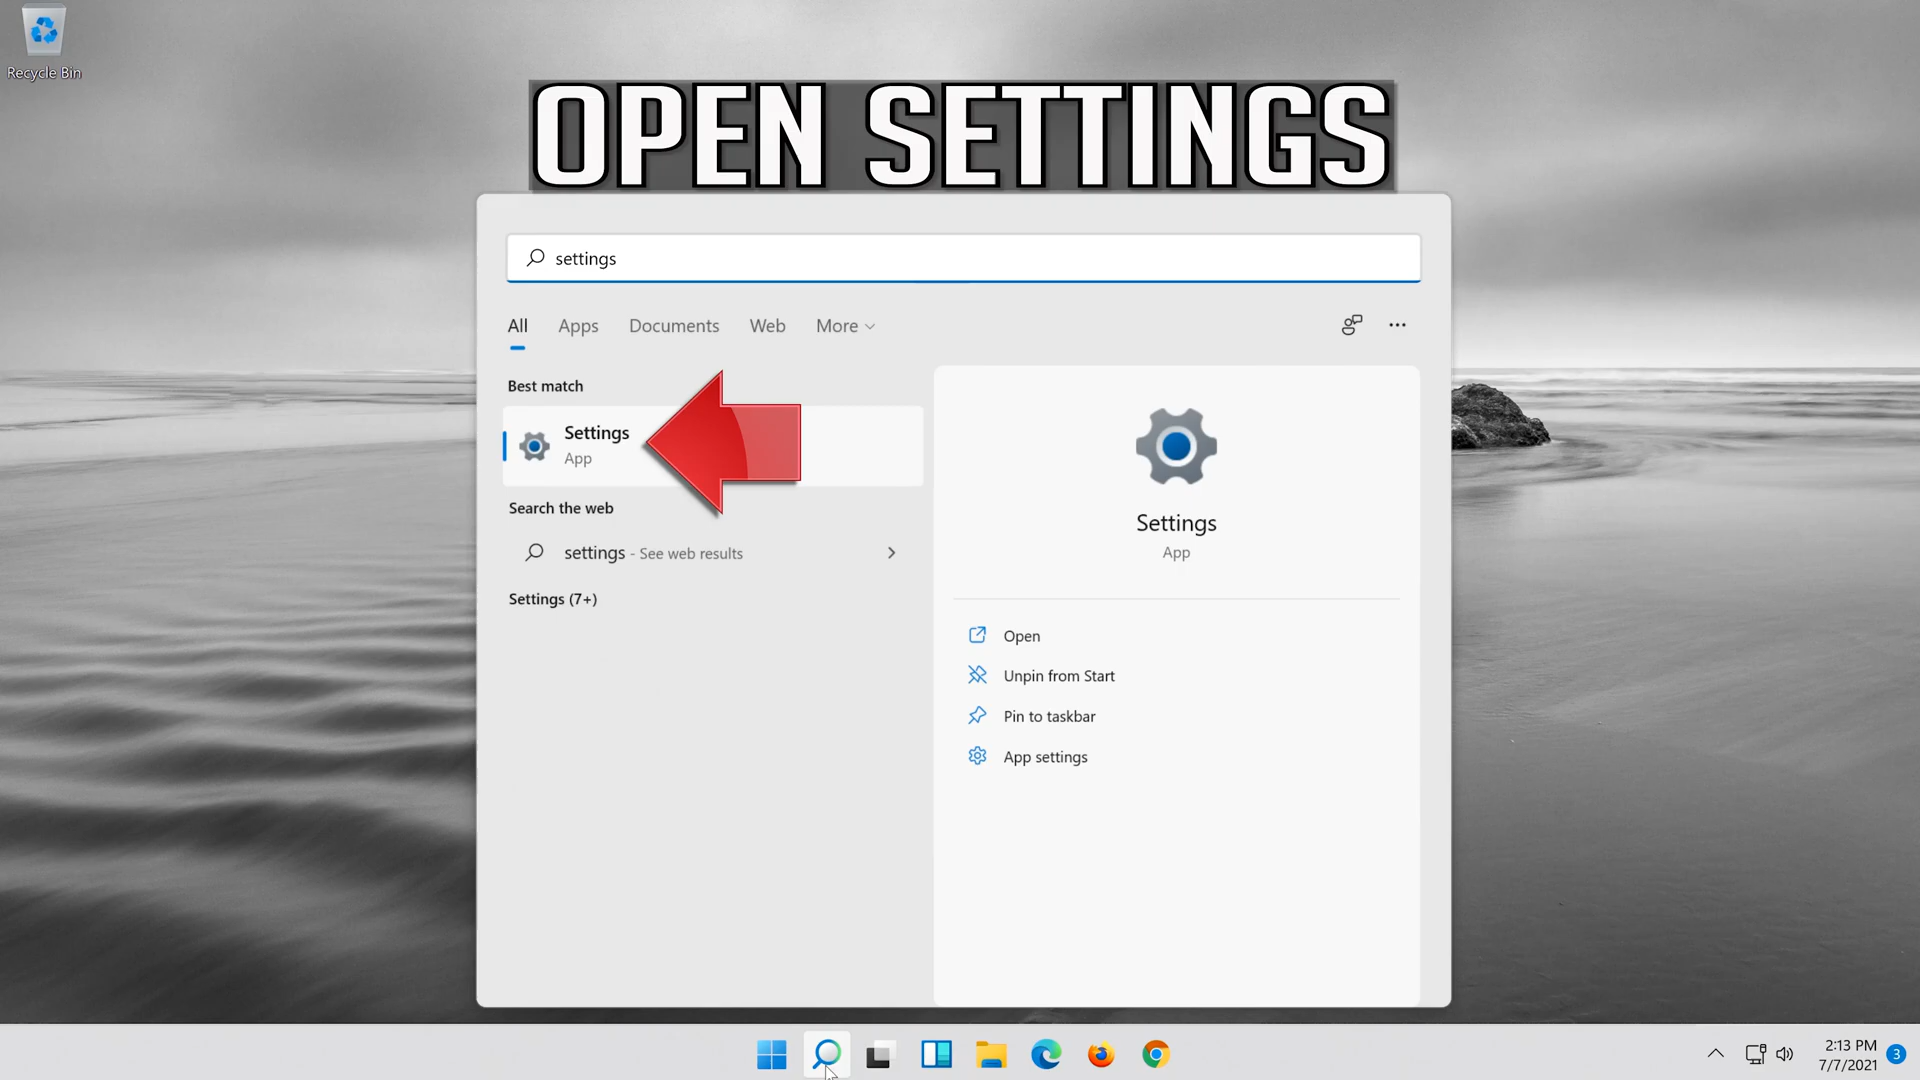 Recycle Bin
OPEN SETTINGS
settings
All Apps Documents Web More
Best match
Settings
App
Search the web
settings - See web results
Settings (7+)
Settings
App
Open
Unpin from Start
Pin to taskbar
App settings
2:13 PM
7/7/2021
3